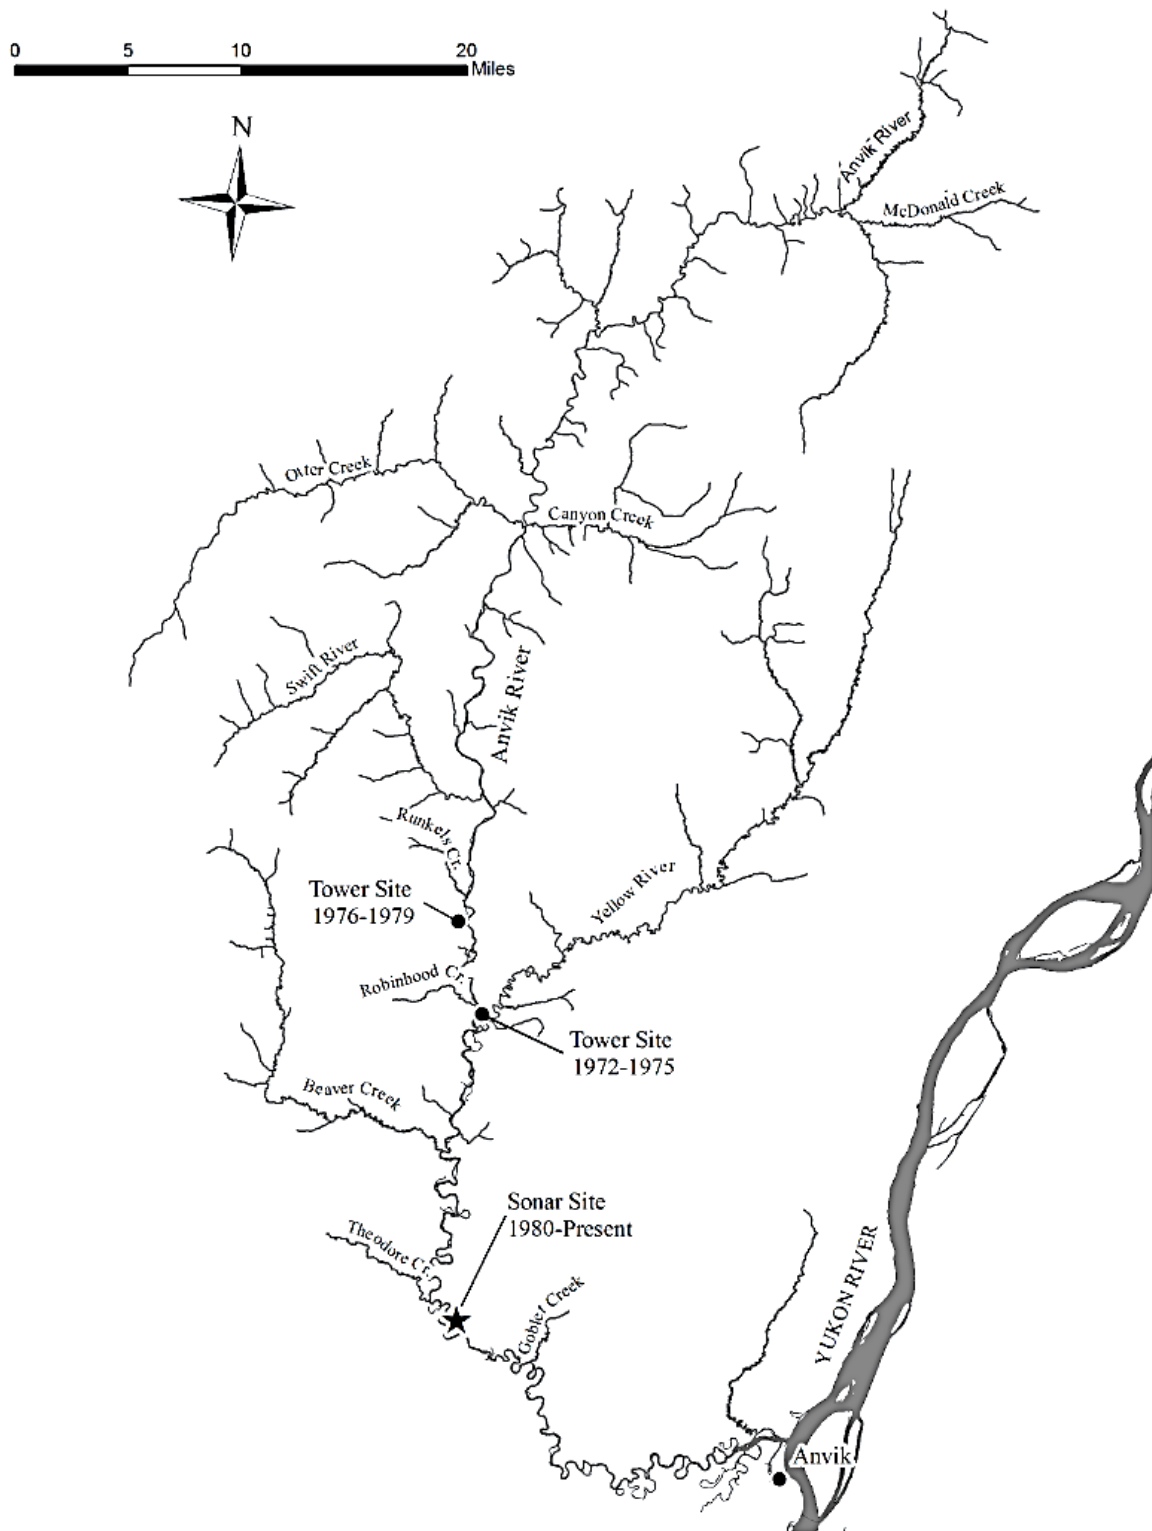 0 5 10 20
Miles
N
Anvik River
McDonald Creek
Otter Creek
Canyon Creek
Swift River
Anvik River
Runkels Cr.
Tower Site
1976-1979
Yellow River
Robinhood Cr.
Tower Site
1972-1975
Beaver Creek
Sonar Site
1980-Present
Theodore Cr.
Goblet Creek
YUKON RIVER
Anvik